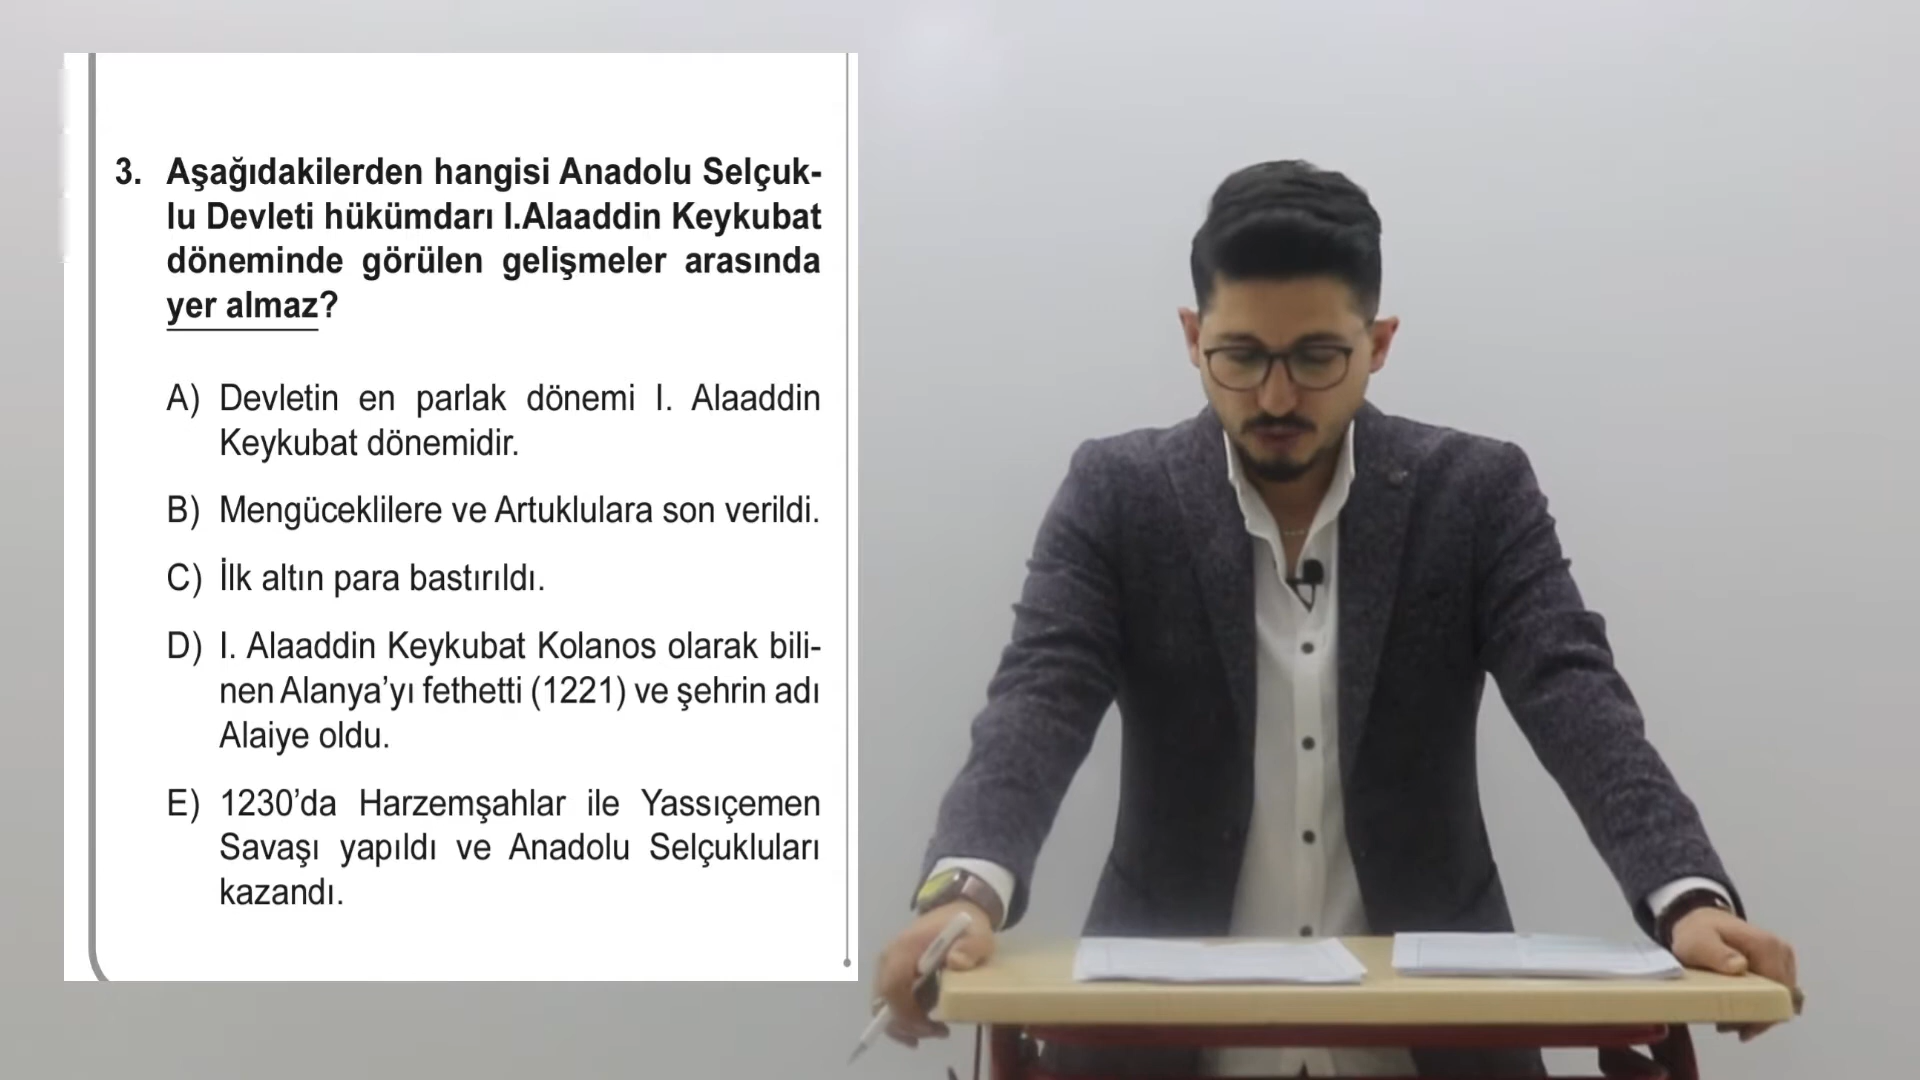 3. Aşağıdakilerden hangisi Anadolu Selçuk-
lu Devleti hükümdarı I.Alaaddin Keykubat
döneminde görülen gelişmeler arasında
yer almaz?
A) Devletin en parlak dönemi I. Alaaddin
Keykubat dönemidir.
B) Mengüceklilere ve Artuklulara son verildi.
C) İlk altın para bastırıldı.
D) I. Alaaddin Keykubat Kolanos olarak bili-
nen Alanya’yı fethetti (1221) ve şehrin adı
Alaiye oldu.
E) 1230’da Harzemşahlar ile Yassıçemen
Savaşı yapıldı ve Anadolu Selçukluları
kazandı.